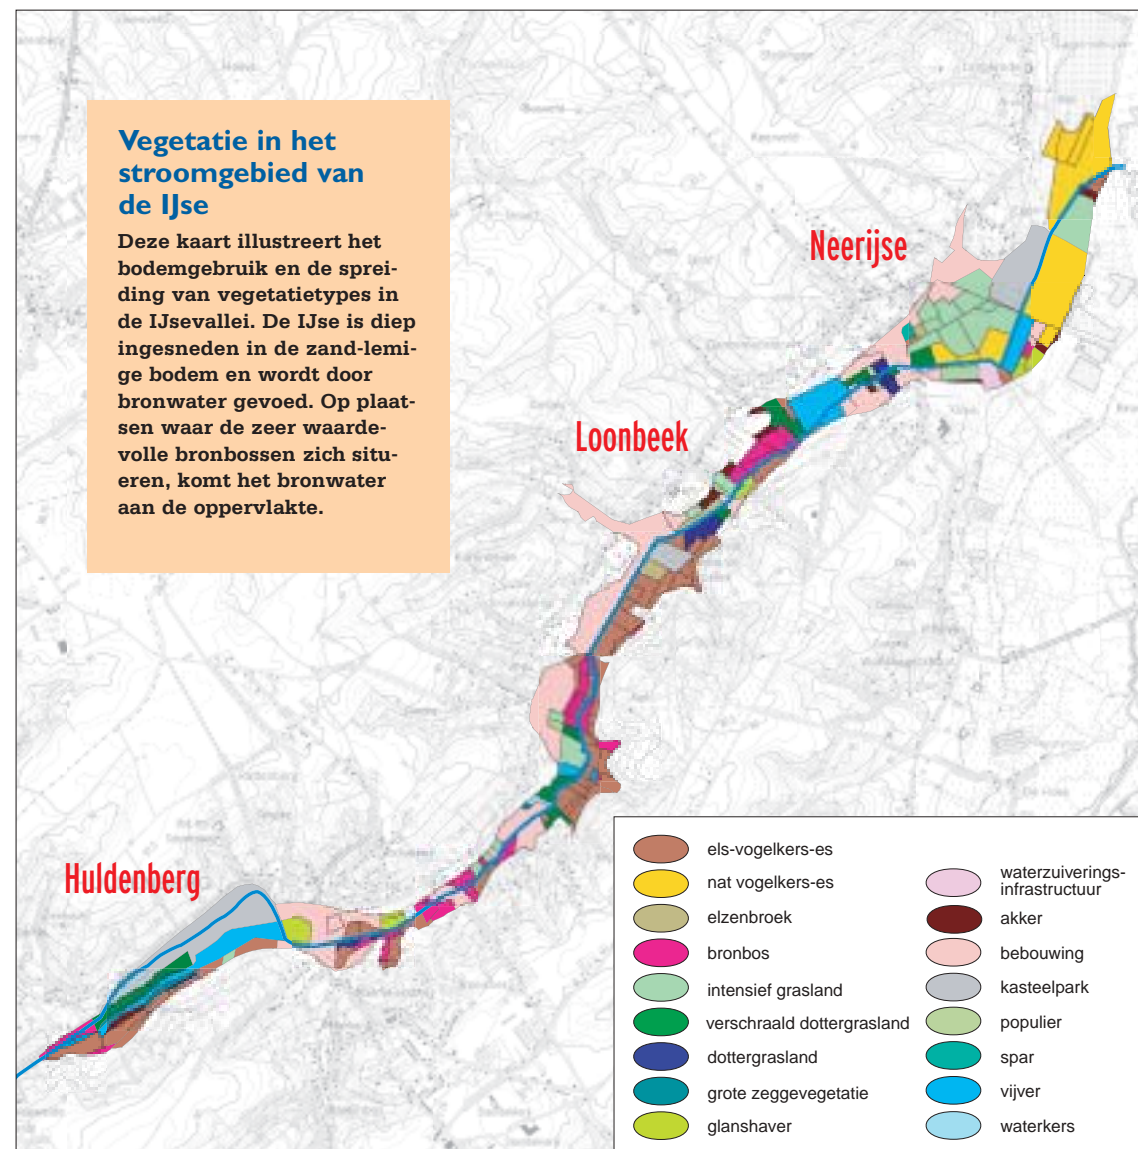 Vegetatie in het
stroomgebied van
de IJse
Deze kaart illustreert het
bodemgebruik en de sprei-
ding van vegetatietypes in
de IJsevallei. De IJse is diep
ingesneden in de zand-lemi-
ge bodem en wordt door
bronwater gevoed. Op plaat-
sen waar de zeer waarde-
volle bronbossen zich situ-
eren, komt het bronwater
aan de oppervlakte.
Neerijse
Loonbeek
Huldenberg
els-vogelkers-es
nat vogelkers-es
elzenbroek
bronbos
intensief grasland
verschraald dottergrasland
dottergrasland
grote zeggevegetatie
glanshaver
waterzuiverings-
infrastructuur
akker
bebouwing
kasteelpark
populier
spar
vijver
waterkers